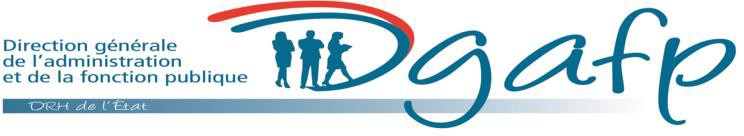 Direction générale
de l'administration
et de la fonction publique
Dgafp
DRH de l'État